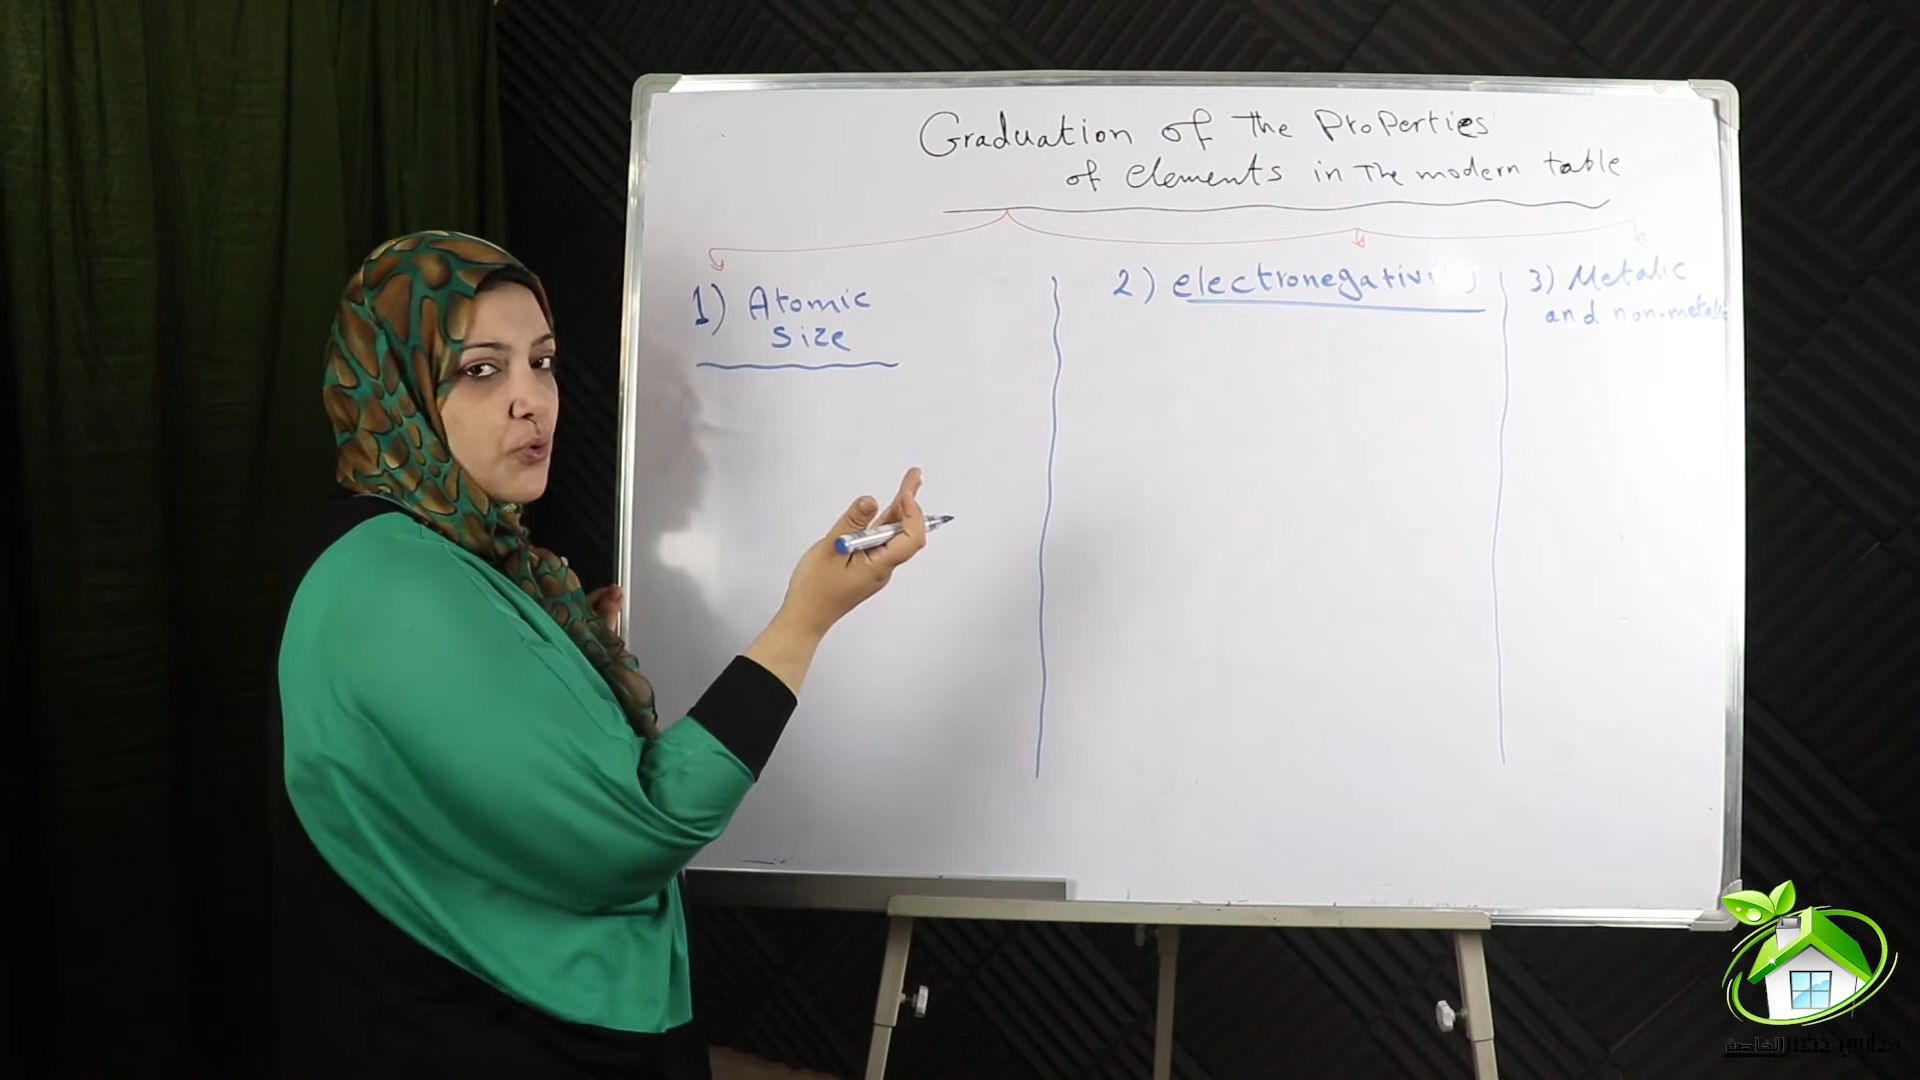 Graduation of The Properties
of elements in The modern table
1) Atomic
Size
2) electronegativity
3) Metalic
and non-metalic
الخاصة